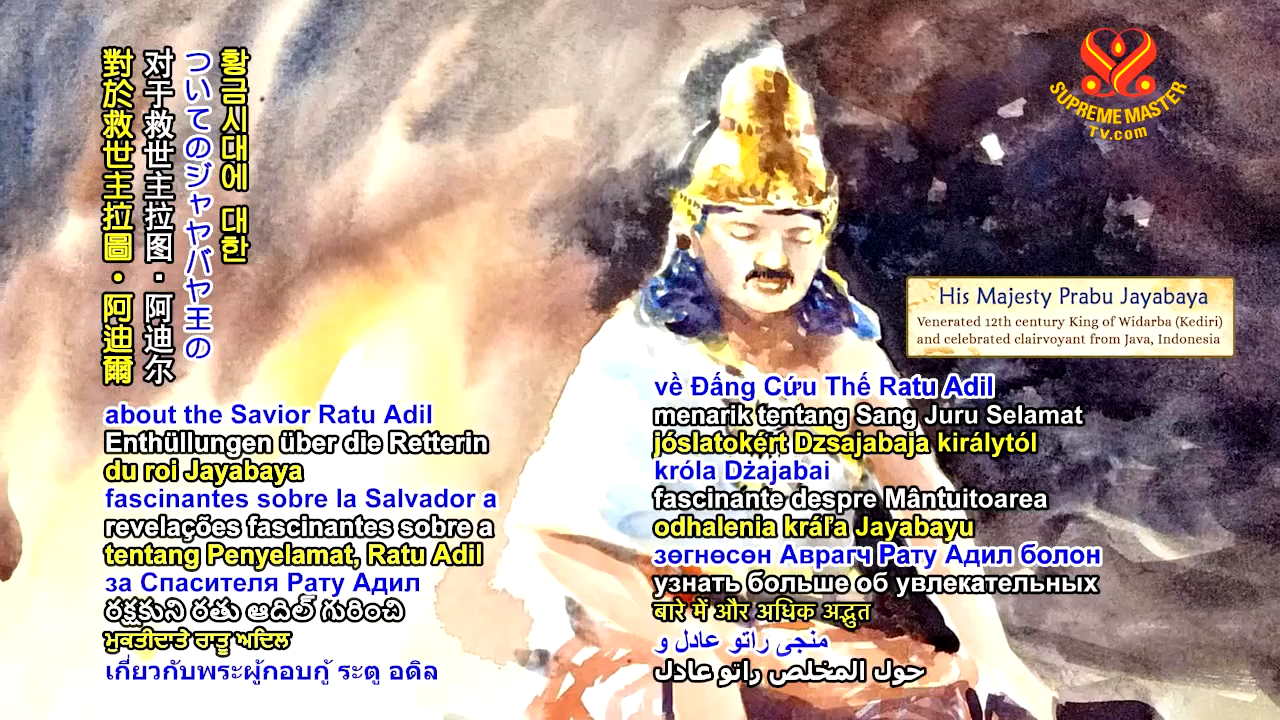 對於救世主拉圖・阿迪爾
对于救世主拉图・阿迪尔
ついてのジャヤバヤ王の
황금시대에 대한
SUPREME MASTER
TV.com
His Majesty Prabu Jayabaya
Venerated 12th century King of Widarba (Kediri)
and celebrated clairvoyant from Java, Indonesia
about the Savior Ratu Adil
Enthüllungen über die Retterin
du roi Jayabaya
fascinantes sobre la Salvador a
revelações fascinantes sobre a
tentang Penyelamat, Ratu Adil
за Спасителя Рату Адил
రక్షకుని రతు ఆదిల్ గురించి
ਮੁਕਤੀਦਾਤੇ ਰਾਤੂ ਅਦਿਲ
เกี่ยวกับพระผู้กอบกู้ ระตู อดิล
về Đấng Cứu Thế Ratu Adil
menarik tentang Sang Juru Selamat
jóslatokért Dzsajabaja királytól
króla Dżajabai
fascinante despre Mântuitoarea
odhalenia kráľa Jayabayu
зөгнөсөн Аврагч Рату Адил болон
узнать больше об увлекательных
बारे में और अधिक अद्भुत
منجی راتو عادل و
حول المخلص راتو عادل